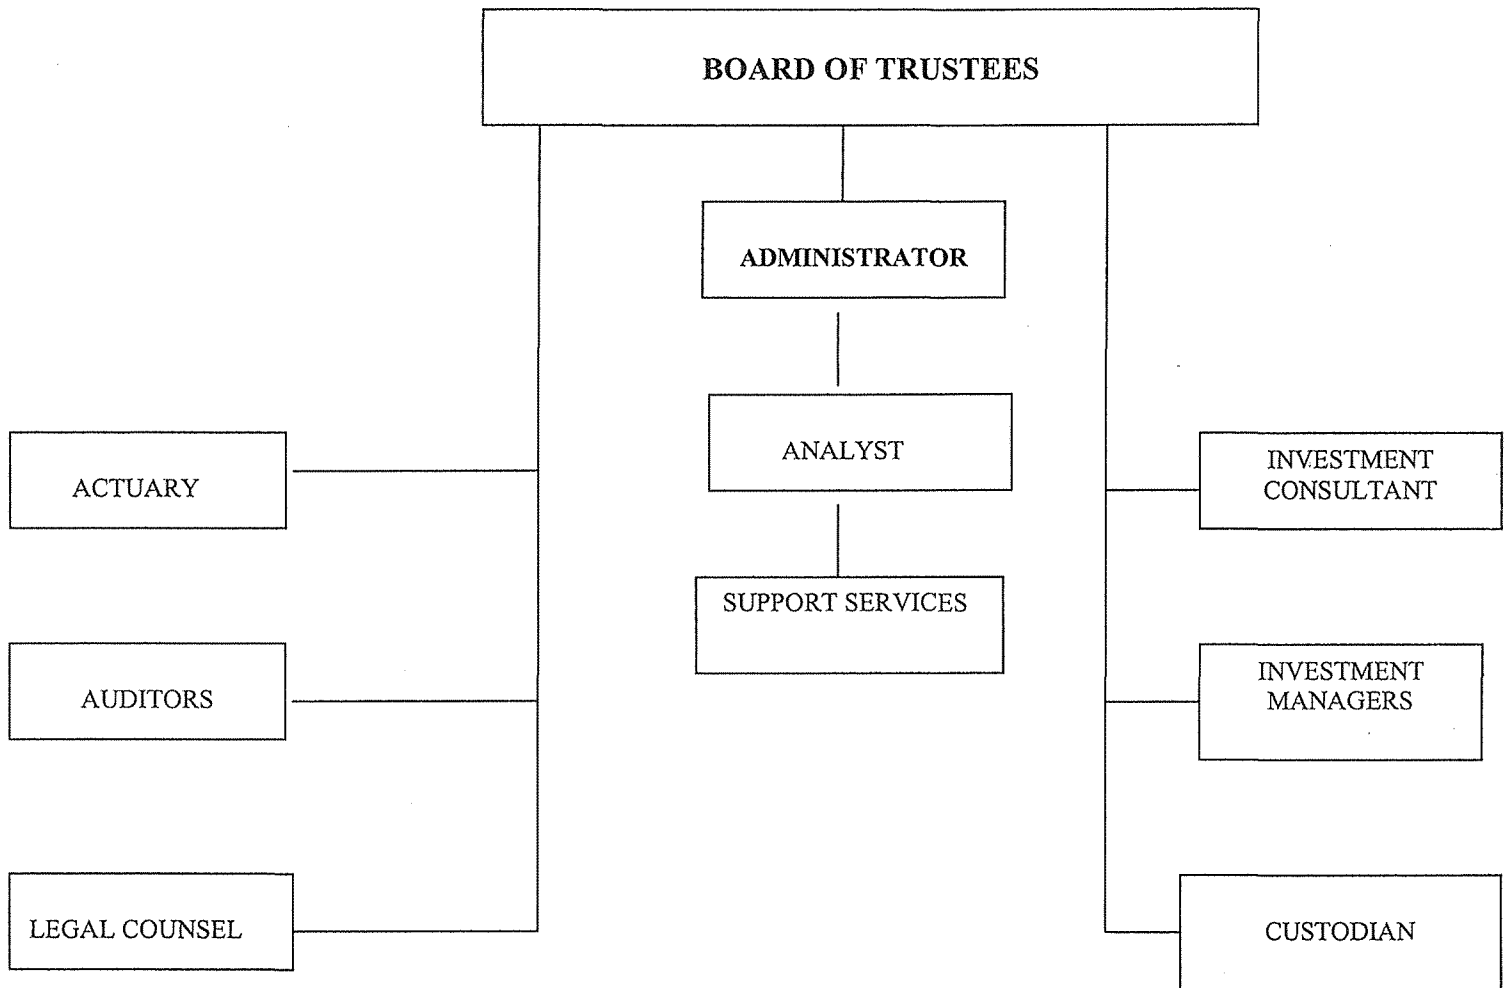 BOARD OF TRUSTEES
ADMINISTRATOR
ANALYST
SUPPORT SERVICES
ACTUARY
AUDITORS
LEGAL COUNSEL
INVESTMENT
CONSULTANT
INVESTMENT
MANAGERS
CUSTODIAN